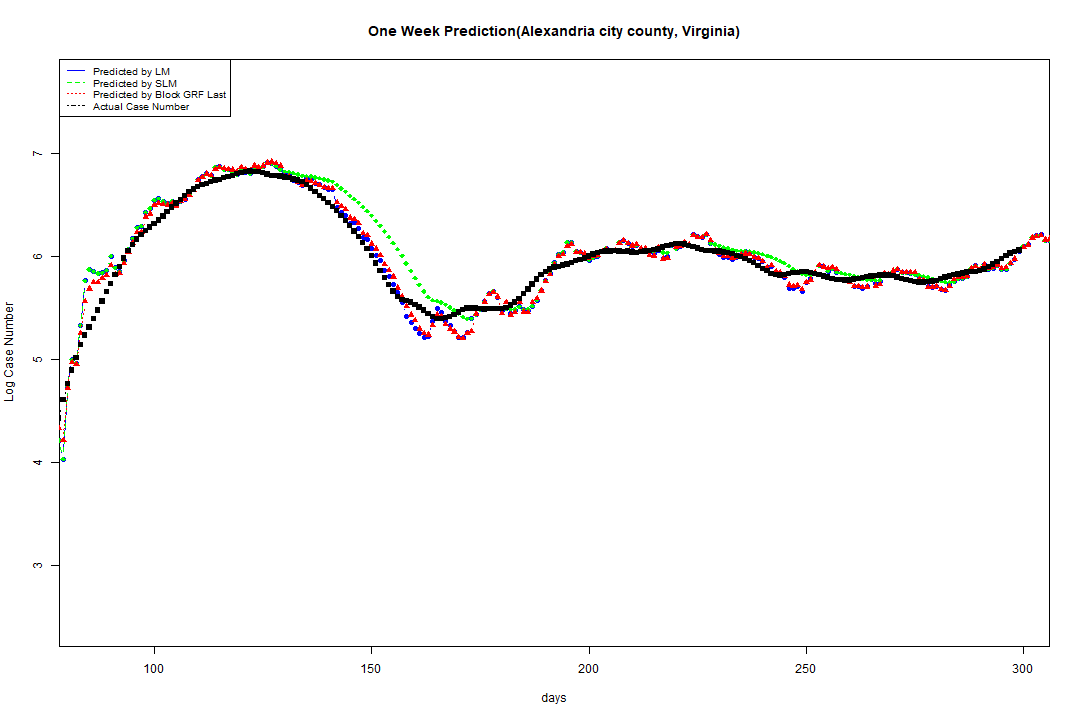 One Week Prediction(Alexandria city county, Virginia)
Predicted by LM
Predicted by SLM
Predicted by Block GRF Last
Actual Case Number
7
6
5
4
3
Log Case Number
100 150 200 250 300
days